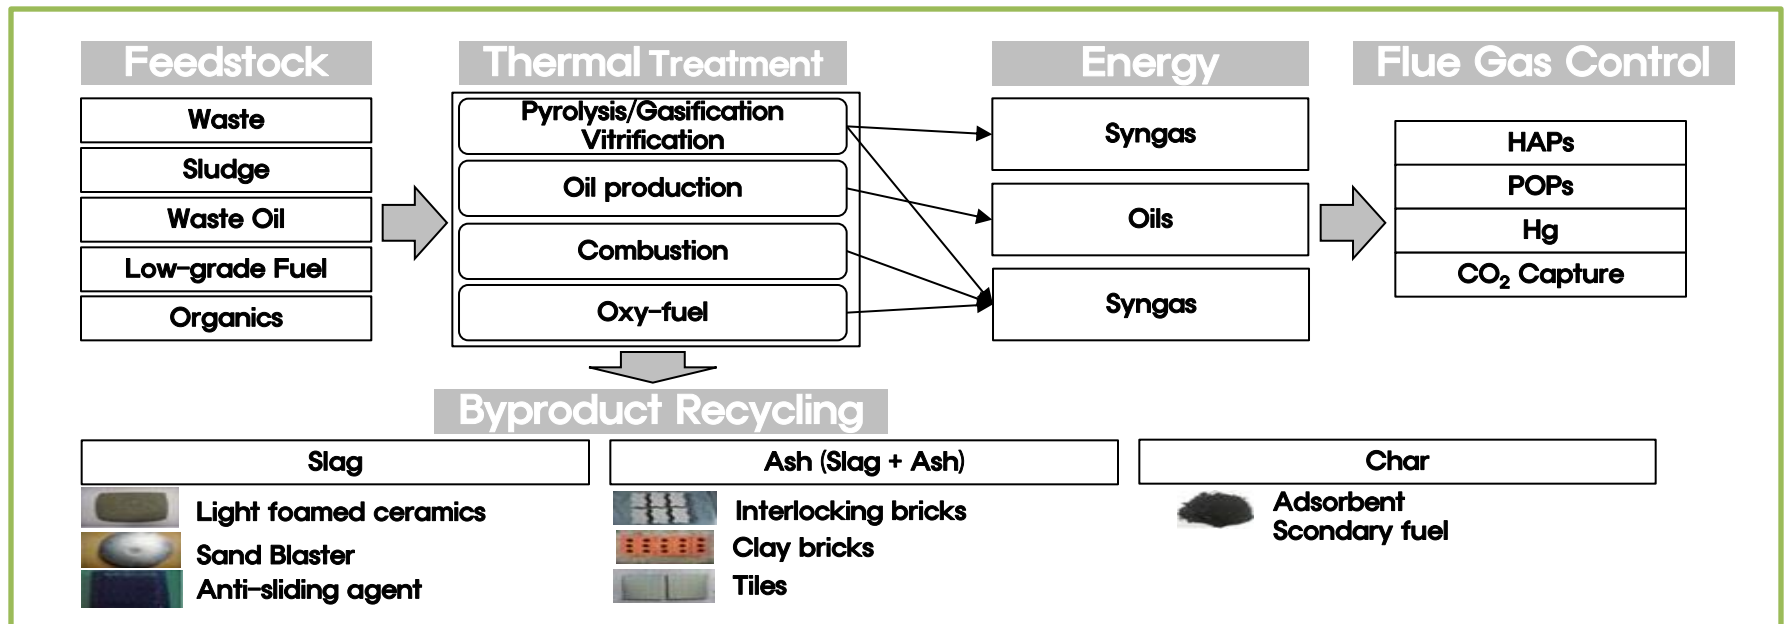 Feedstock
Waste
Sludge
Waste Oil
Low-grade Fuel
Organics
Thermal Treatment
Pyrolysis/Gasification
Vitrification
Oil production
Combustion
Oxy-fuel
Energy
Syngas
Oils
Syngas
Flue Gas Control
HAPs
POPs
Hg
CO₂ Capture
Byproduct Recycling
Slag
Light foamed ceramics
Sand Blaster
Anti-sliding agent
Ash (Slag + Ash)
Interlocking bricks
Clay bricks
Tiles
Char
Adsorbent
Scondary fuel